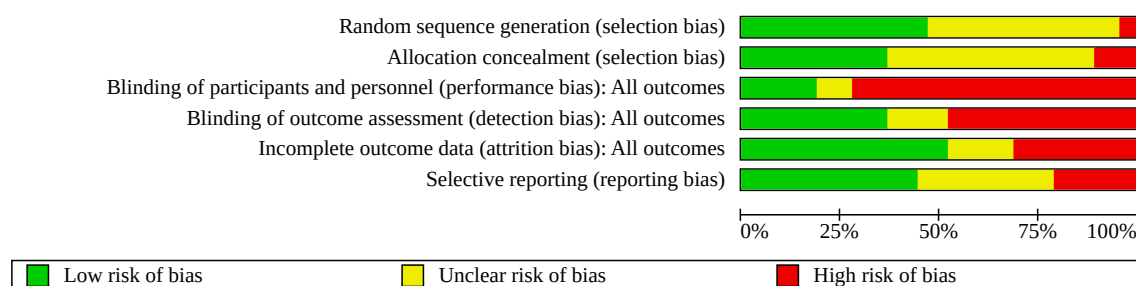 Random sequence generation (selection bias)
Allocation concealment (selection bias)
Blinding of participants and personnel (performance bias): All outcomes
Blinding of outcome assessment (detection bias): All outcomes
Incomplete outcome data (attrition bias): All outcomes
Selective reporting (reporting bias)
0% 25% 50% 75% 100%
Low risk of bias Unclear risk of bias High risk of bias